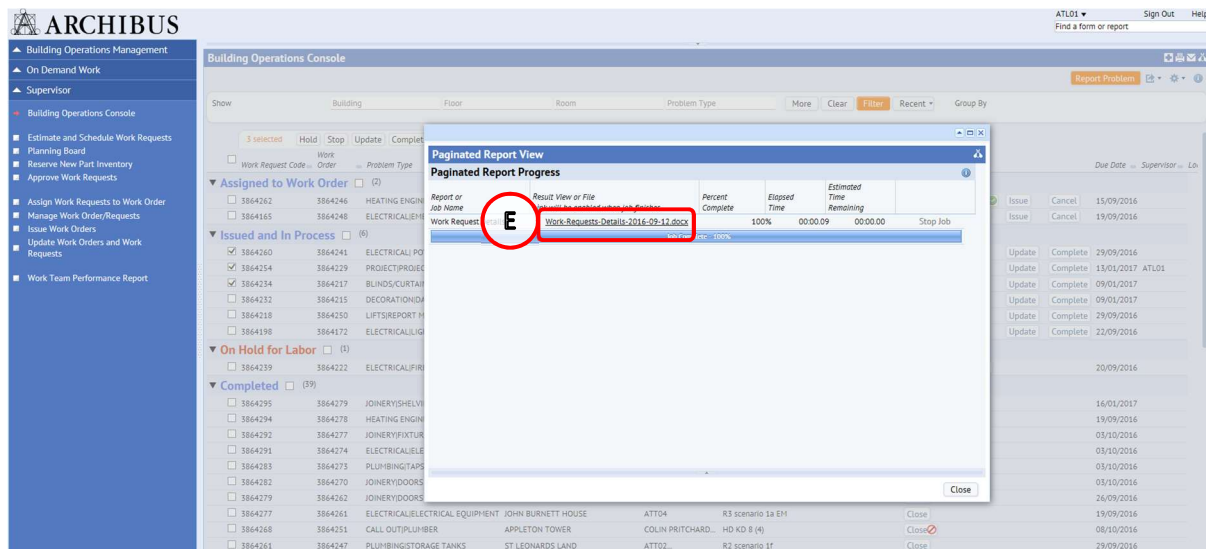 ARCHIBUS
ATL01 Sign Out Help
Find a form or report
Building Operations Management
On Demand Work
Supervisor
Building Operations Console
Estimate and Schedule Work Requests
Planning Board
Reserve New Part Inventory
Approve Work Requests
Assign Work Requests to Work Order
Manage Work Order/Requests
Issue Work Orders
Update Work Orders and Work
Requests
Work Team Performance Report
Building Operations Console
Report Problem
Show Building Floor Room Problem Type More Clear Filter Recent Group By
3 selected Hold Stop Update Complet
Work Request Code Work Order Problem Type Due Date Supervisor
Assigned to Work Order (2)
3864262 3864246 HEATING ENGIN Issue Cancel 15/09/2016
3864165 3864248 ELECTRICAL|EME Issue Cancel 19/09/2016
Issued and In Process (6)
3864260 3864241 ELECTRICAL| PO Update Complete 29/09/2016
3864254 3864229 PROJECT|PROJEC Update Complete 13/01/2017 ATL01
3864234 3864217 BLINDS/CURTAI Update Complete 09/01/2017
3864232 3864215 DECORATION|DA Update Complete 09/01/2017
3864218 3864250 LIFTS|REPORT M Update Complete 29/09/2016
3864198 3864172 ELECTRICAL|LIG Update Complete 22/09/2016
On Hold for Labor (1)
3864239 3864222 ELECTRICAL|FIR 20/09/2016
Completed (39)
3864295 3864279 JOINERY|SHELVI 16/01/2017
3864294 3864278 HEATING ENGIN 19/09/2016
3864292 3864277 JOINERY|FIXTUR 03/10/2016
3864291 3864274 ELECTRICAL|ELE 03/10/2016
3864283 3864273 PLUMBING|TAPS 03/10/2016
3864282 3864270 JOINERY|DOORS 03/10/2016
3864279 3864262 JOINERY|DOORS 26/09/2016
3864277 3864261 ELECTRICAL|ELECTRICAL EQUIPMENT JOHN BURNETT HOUSE ATT04 R3 scenario 1a EM Close 19/09/2016
3864268 3864251 CALL OUT|PLUMBER APPLETON TOWER COLIN PRITCHARD... HD KD 8 (4) Close 08/10/2016
3864261 3864247 PLUMBING|STORAGE TANKS ST LEONARDS LAND ATT02... R2 scenario 1f Close 29/09/2016
Paginated Report View
Paginated Report Progress
Report or Job Name Result View or File Percent Complete Elapsed Time Estimated Time Remaining
Work Request E Work-Requests-Details-2016-09-12.docx 100% 00:00.09 00:00.00 Stop Job
Job Complete 100%
Close